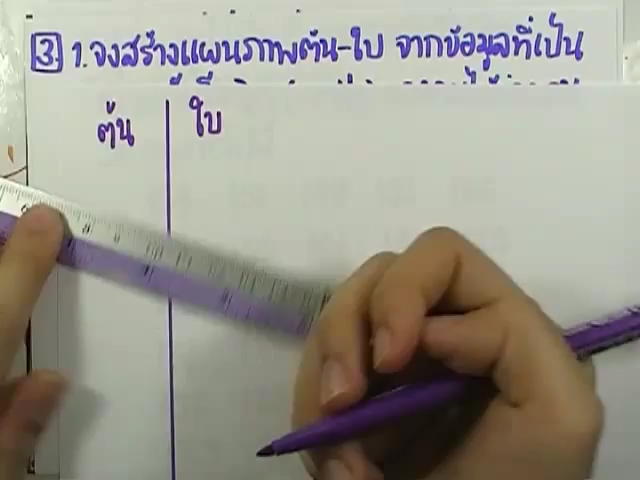 3. 1. จงสร้างแผนภาพต้น-ใบ จากข้อมูลที่เป็น
ต้น ใบ